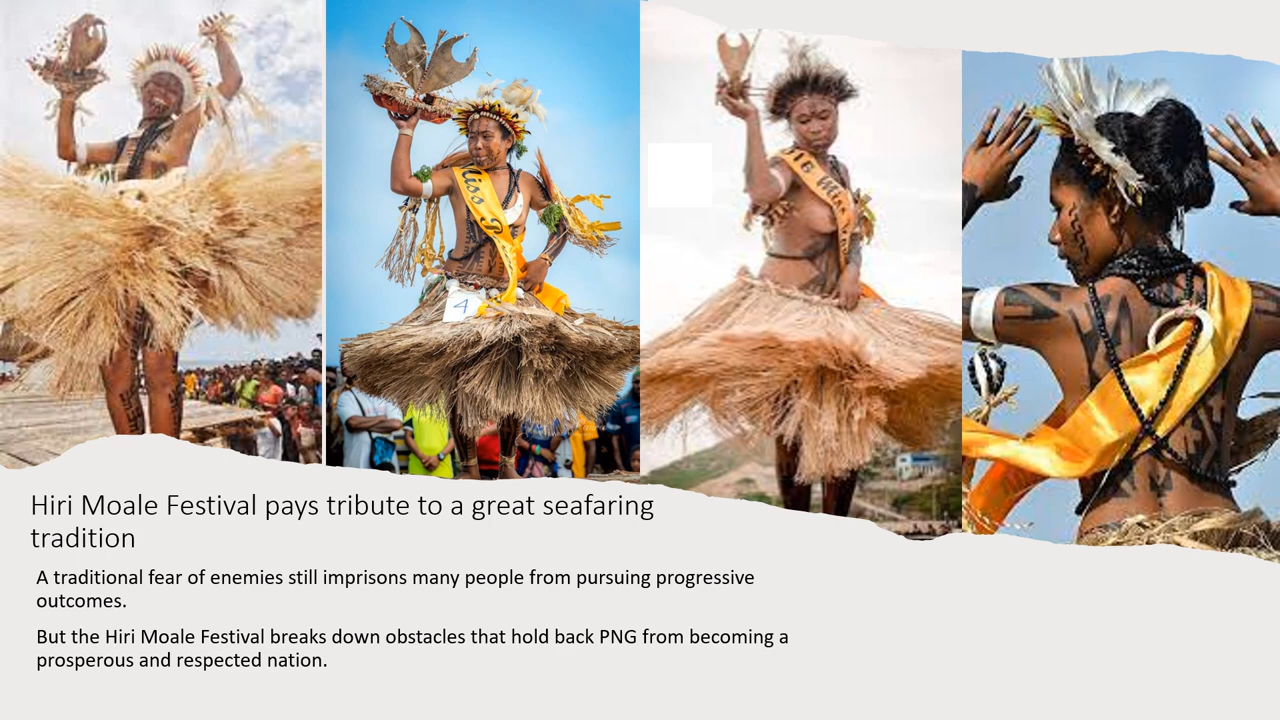 Miss
4
Hiri Moale Festival pays tribute to a great seafaring
tradition
A traditional fear of enemies still imprisons many people from pursuing progressive
outcomes.
But the Hiri Moale Festival breaks down obstacles that hold back PNG from becoming a
prosperous and respected nation.